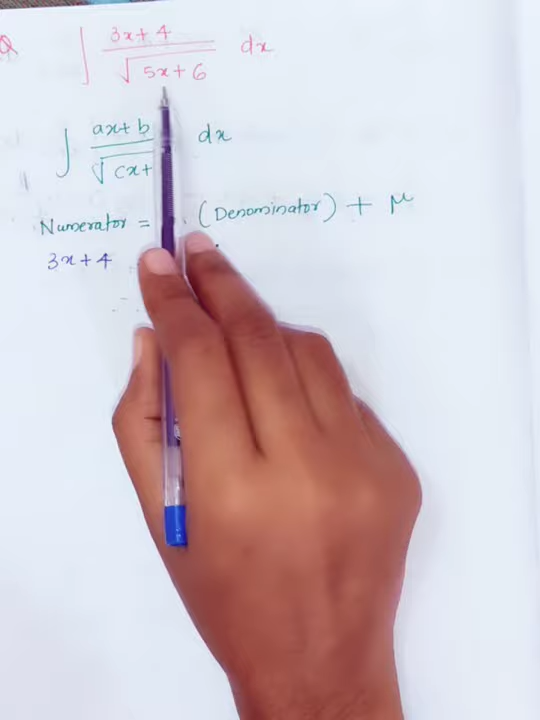 Q ∫ 3x+4 / √5x+6 dx
∫ ax+b / √cx+ dx
Numerator = (Denominator) + μ
3x+4